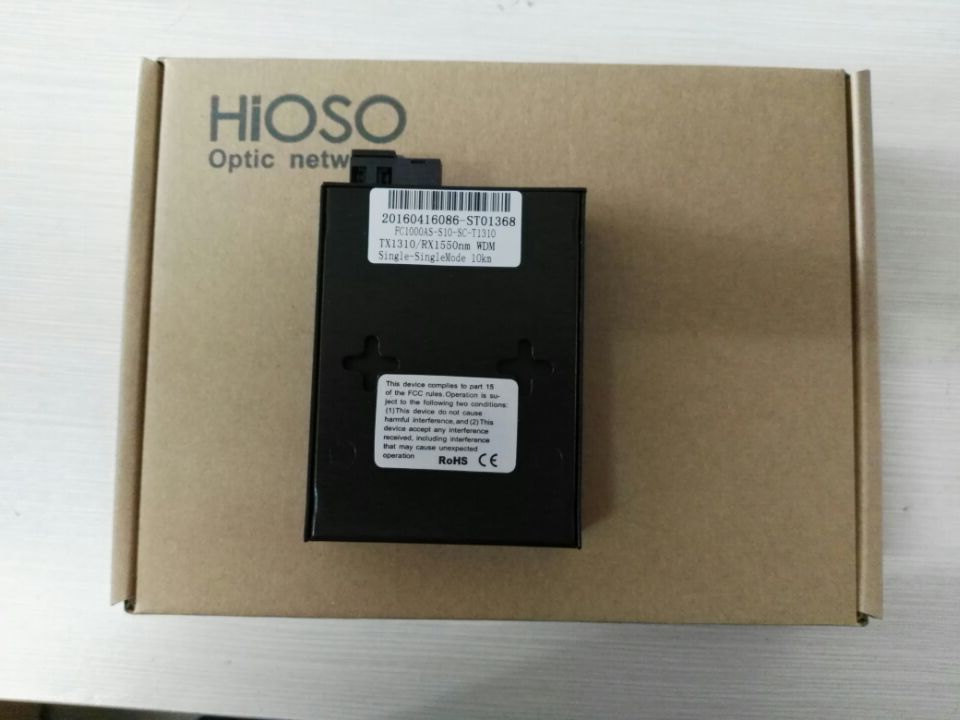 HiOSO
Optic netw
20160416086-ST01368
FC1000AS-S10-SC-T1310
TX1310/RX1550nm WDM
Single-SingleMode 10km
This device complies to part 15
of the FCC rules. Operation is su-
ject to the following two conditions:
(1)This device do not cause
harmful interference,and (2)This
device accept any interference
received, including interference
that may cause unexpected
operation
RoHS CE